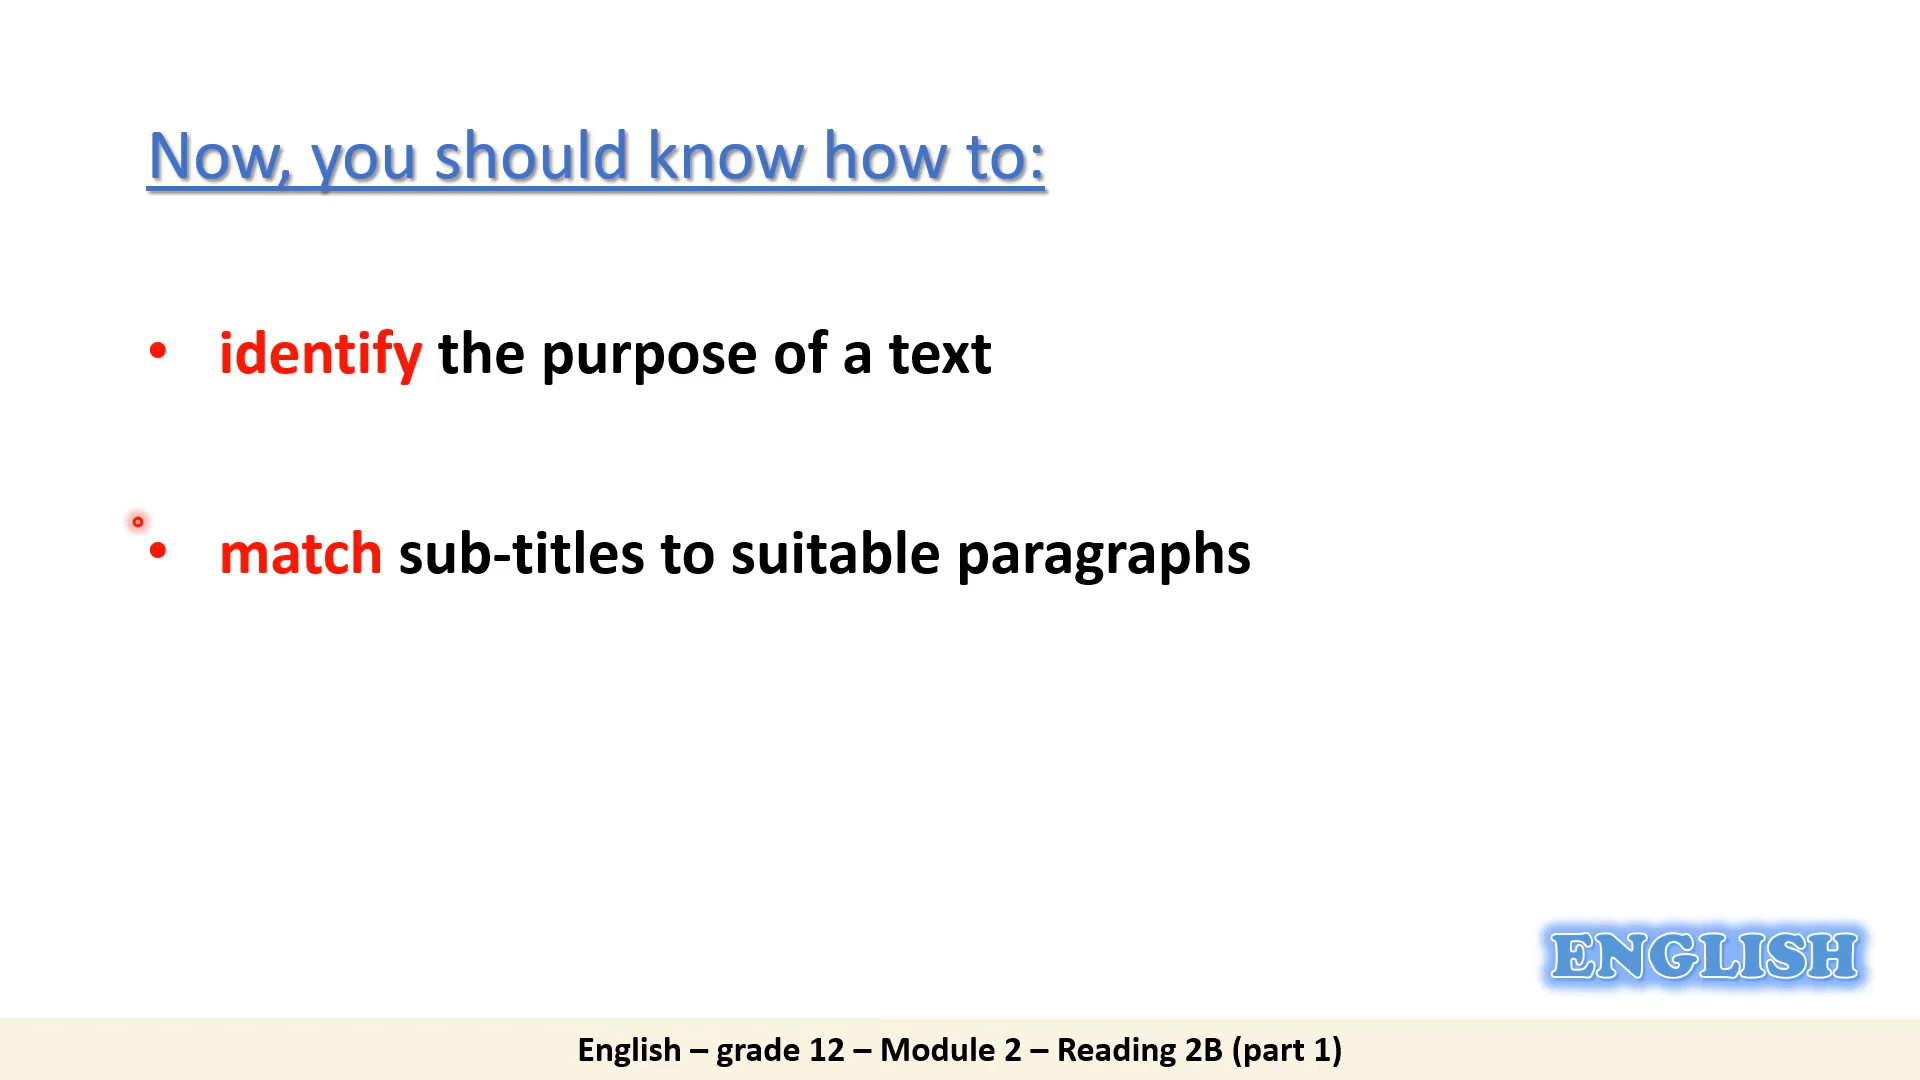 Now, you should know how to:
• identify the purpose of a text
• match sub-titles to suitable paragraphs
ENGLISH
English – grade 12 – Module 2 – Reading 2B (part 1)